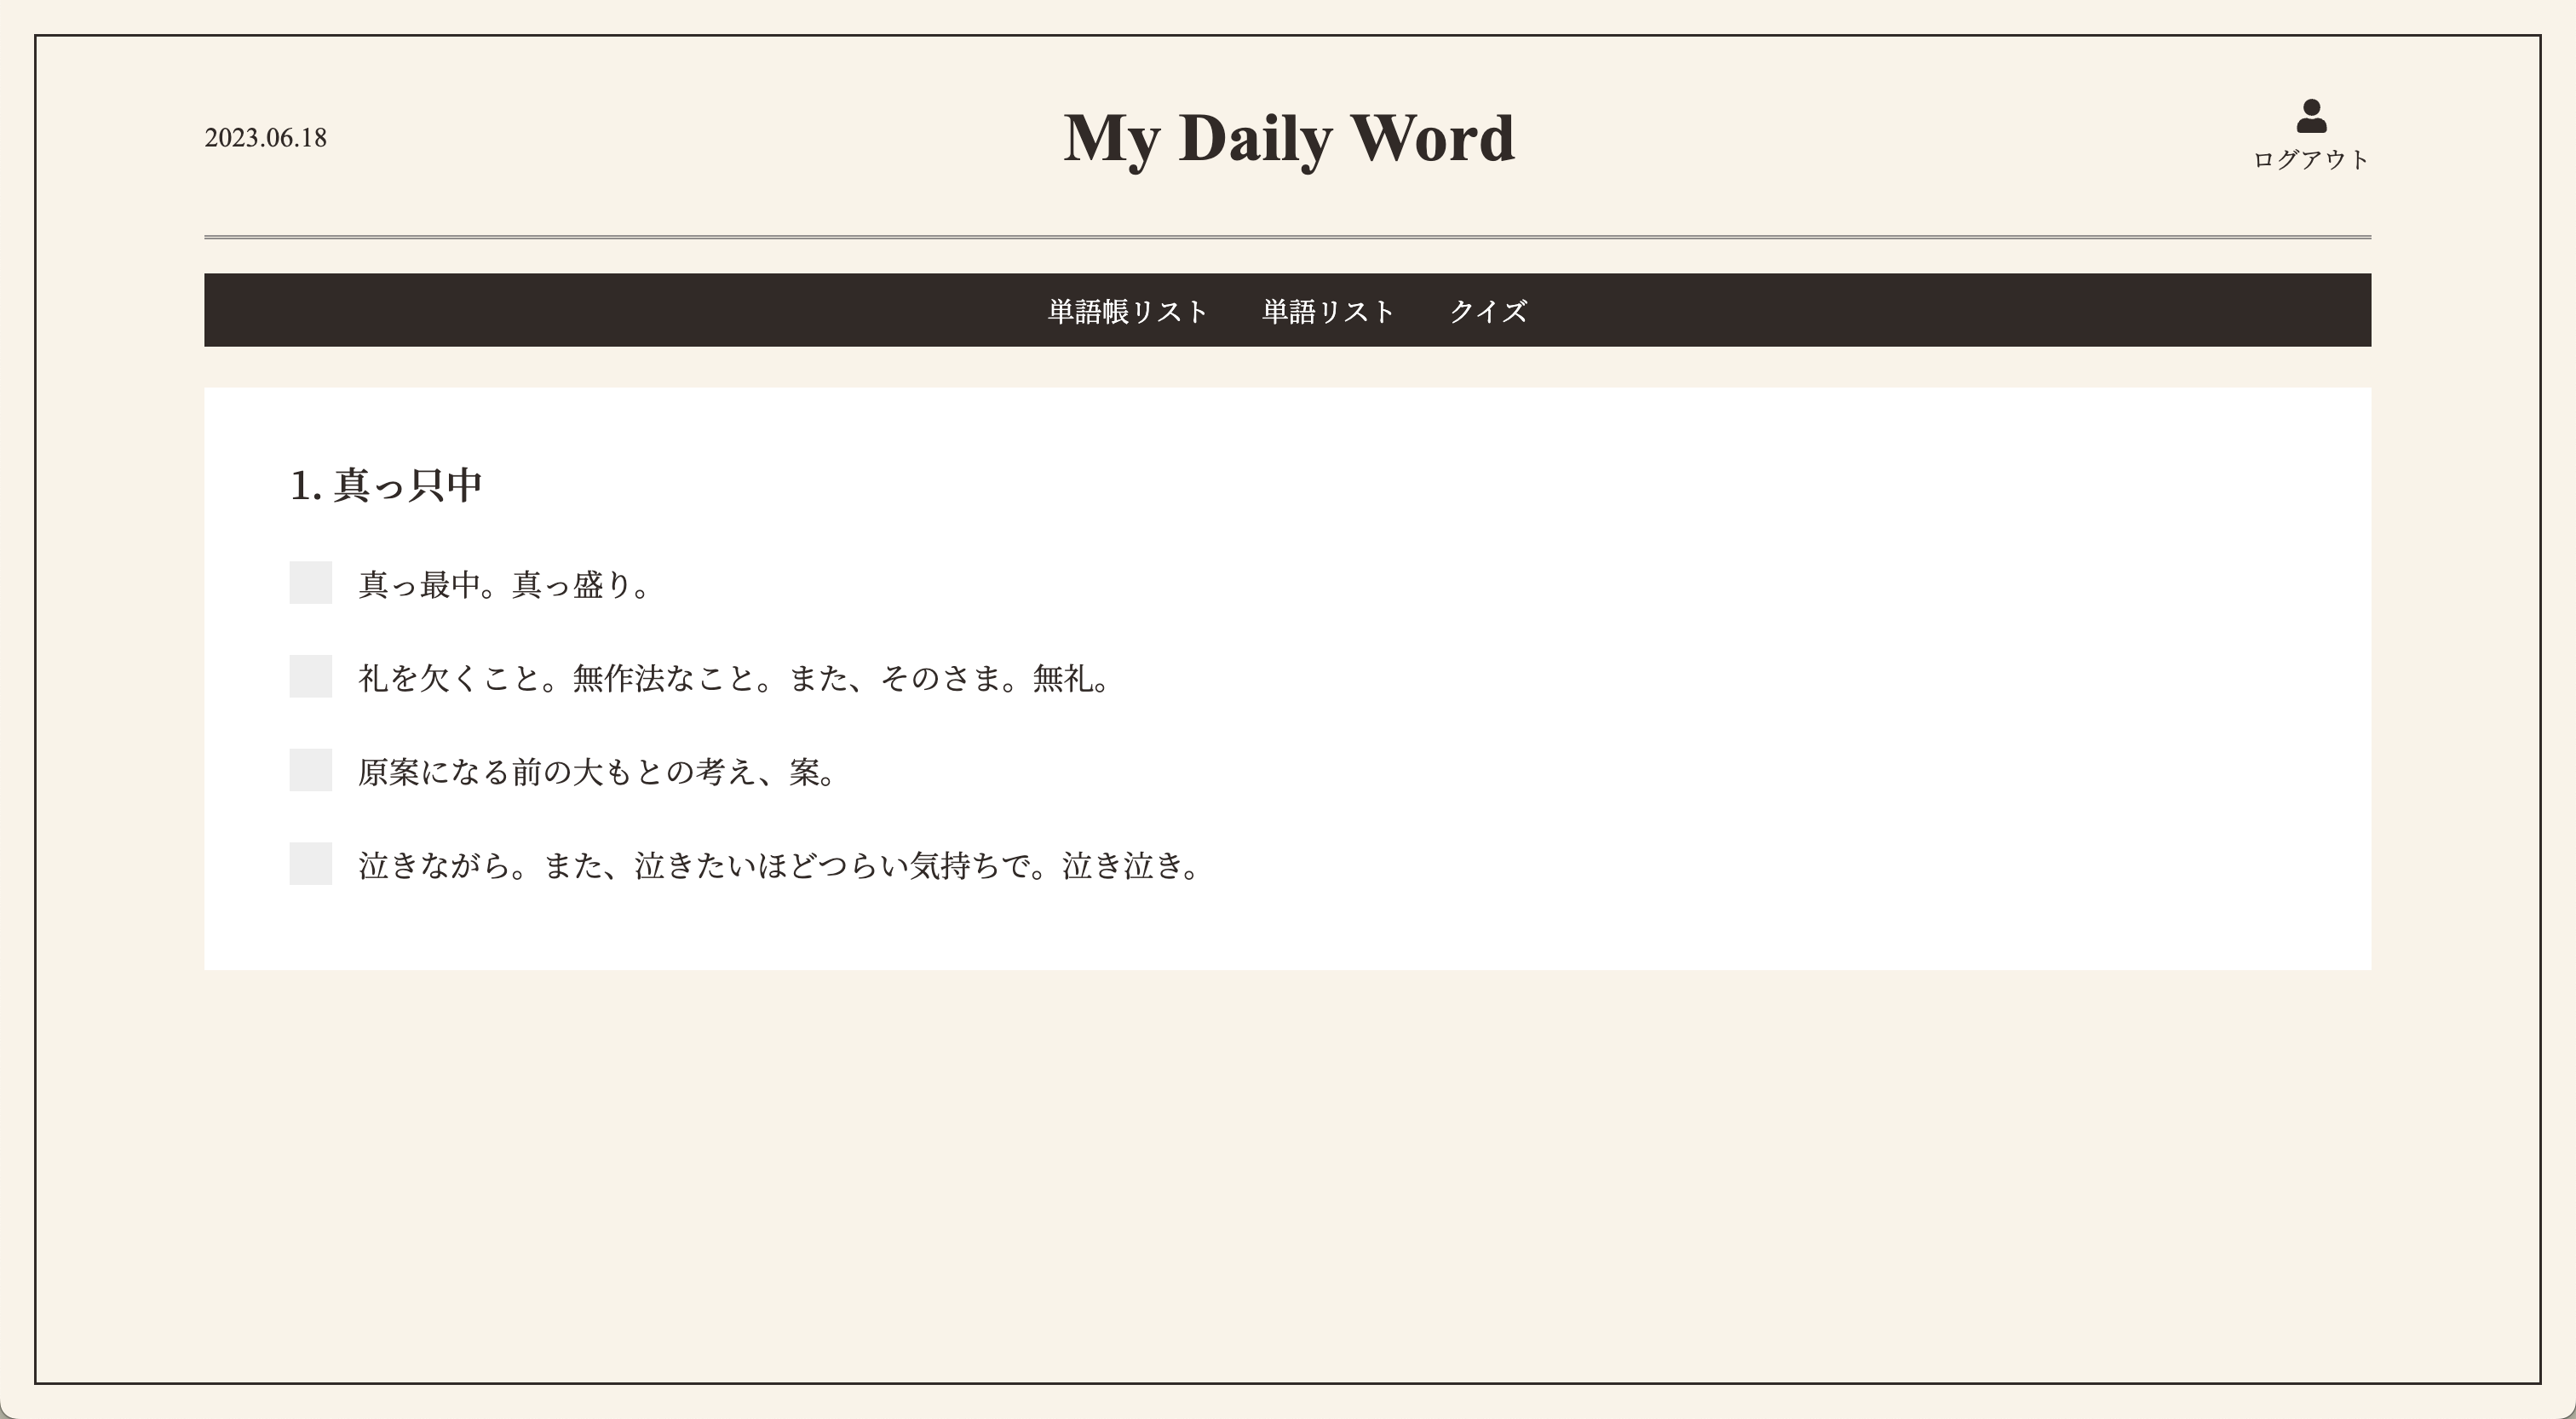 2023.06.18
My Daily Word
ログアウト
単語帳リスト 単語リスト クイズ
1. 真っ只中
真っ最中。真っ盛り。
礼を欠くこと。無作法なこと。また、そのさま。無礼。
原案になる前の大もとの考え、案。
泣きながら。また、泣きたいほどつらい気持ちで。泣き泣き。